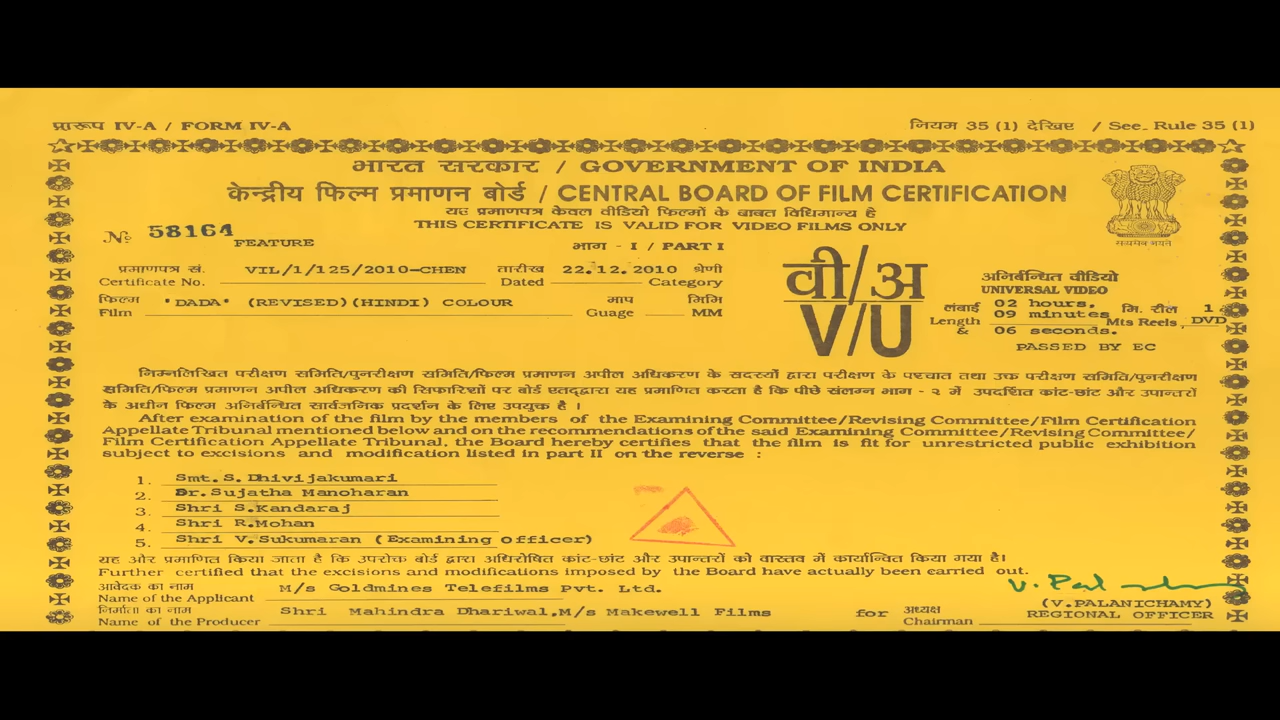 प्रारूप IV-A / FORM IV-A
नियम 35 (1) देखिए / See. Rule 35 (1)
भारत सरकार / GOVERNMENT OF INDIA
केन्द्रीय फिल्म प्रमाणन बोर्ड / CENTRAL BOARD OF FILM CERTIFICATION
यह प्रमाणपत्र केवल वीडियो फिल्मों के बाबत विधिमान्य है
THIS CERTIFICATE IS VALID FOR VIDEO FILMS ONLY
No 58164 FEATURE
भाग - I / PART I
प्रमाणपत्र सं. VIL/1/125/2010-CHEN तारीख 22.12.2010 श्रेणी
Certificate No. Dated Category
वी/अ
V/U
अनिर्बन्धित वीडियो
UNIVERSAL VIDEO
फिल्म 'DADA' (REVISED)(HINDI) COLOUR माप मिमि
Film Guage MM
लंबाई 02 hours. मि. रील 1
Length 09 minutes Mts Reels, DVD
& 06 seconds.
PASSED BY EC
निम्नलिखित परीक्षण समिति/पुनरीक्षण समिति/फिल्म प्रमाणन अपील अधिकरण के सदस्यों द्वारा परीक्षण के पश्चात तथा उक्त परीक्षण समिति/पुनरीक्षण
समिति/फिल्म प्रमाणन अपील अधिकरण की सिफारिशों पर बोर्ड एतद्द्वारा यह प्रमाणित करता है कि पीछे संलग्न भाग - २ में उपदर्शित कांट-छांट और उपान्तरों
के अधीन फिल्म अनिर्बन्धित सार्वजनिक प्रदर्शन के लिए उपयुक्त है ।
After examination of the film by the members of the Examining Committee/Revising Committee/Film Certification
Appellate Tribunal mentioned below and on the recommendations of the said Examining Committee/Revising Committee/
Film Certification Appellate Tribunal, the Board hereby certifies that the film is fit for unrestricted public exhibition
subject to excisions and modification listed in part II on the reverse :
1. Smt.S.Dhivijakumari
2. Dr.Sujatha Manoharan
3. Shri S.Kandaraj
4. Shri R.Mohan
5. Shri V.Sukumaran (Examining Officer)
यह और प्रमाणित किया जाता है कि उपरोक्त बोर्ड द्वारा अधिरोपित कांट-छांट और उपान्तरों को वास्तव में कार्यान्वित किया गया है।
Further certified that the excisions and modifications imposed by the Board have actually been carried out.
आवेदक का नाम M/s Goldmines Telefilms Pvt. Ltd.
Name of the Applicant
निर्माता का नाम Shri Mahindra Dhariwal,M/s Makewell Films
Name of the Producer
for अध्यक्ष
Chairman
(V.PALANICHAMY)
REGIONAL OFFICER
सत्यमेव जयते